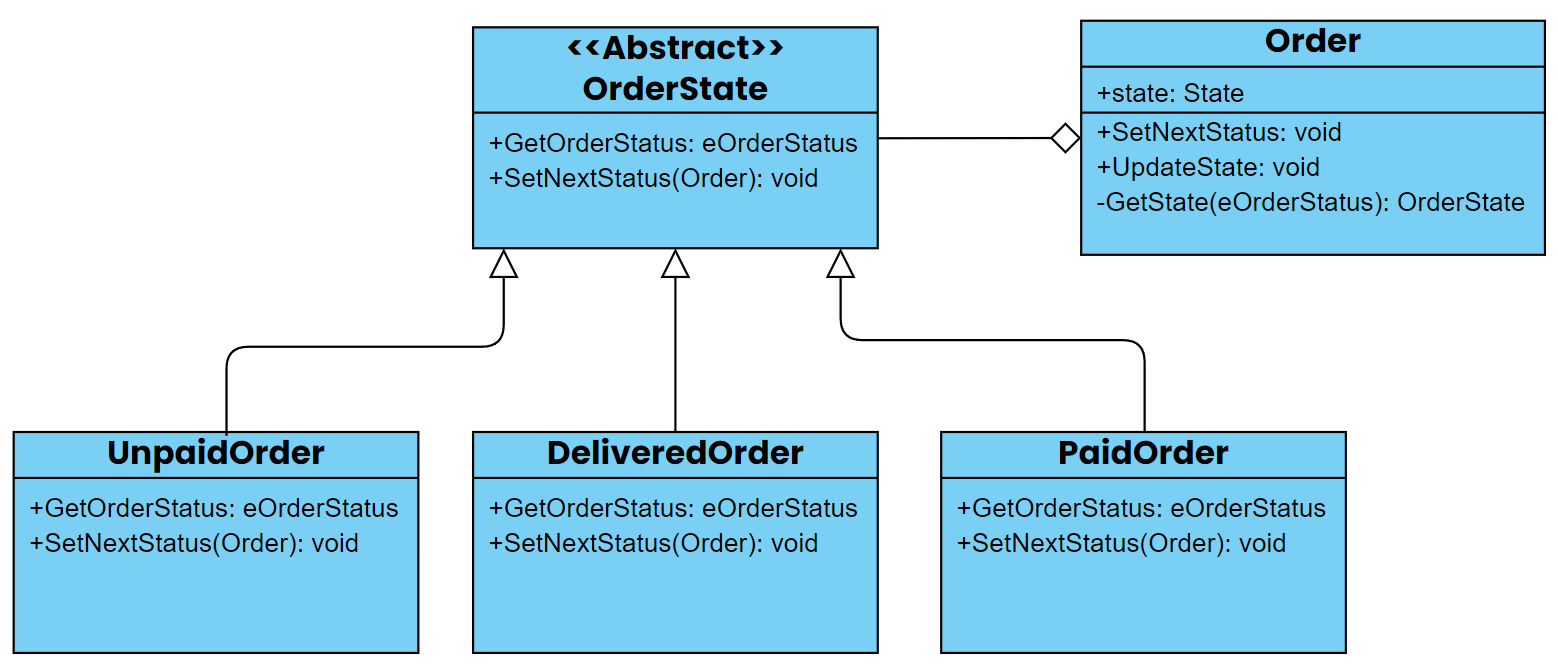 <<Abstract>>
OrderState
+GetOrderStatus: eOrderStatus
+SetNextStatus(Order): void
Order
+state: State
+SetNextStatus: void
+UpdateState: void
-GetState(eOrderStatus): OrderState
UnpaidOrder
+GetOrderStatus: eOrderStatus
+SetNextStatus(Order): void
DeliveredOrder
+GetOrderStatus: eOrderStatus
+SetNextStatus(Order): void
PaidOrder
+GetOrderStatus: eOrderStatus
+SetNextStatus(Order): void